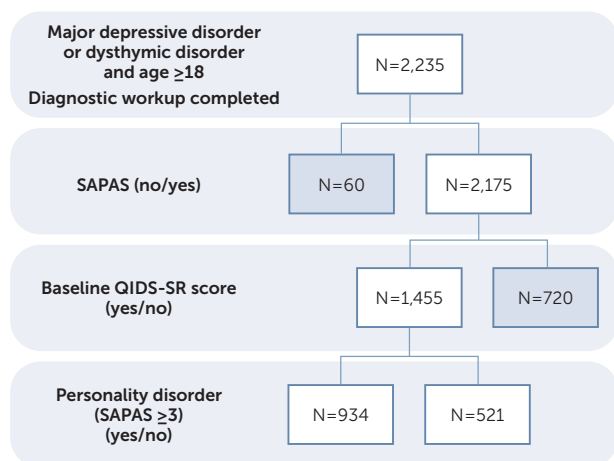 Major depressive disorder
or dysthymic disorder
and age ≥18
Diagnostic workup completed
N=2,235
SAPAS (no/yes)
N=60
N=2,175
Baseline QIDS-SR score
(yes/no)
N=1,455
N=720
Personality disorder
(SAPAS ≥3)
(yes/no)
N=934
N=521